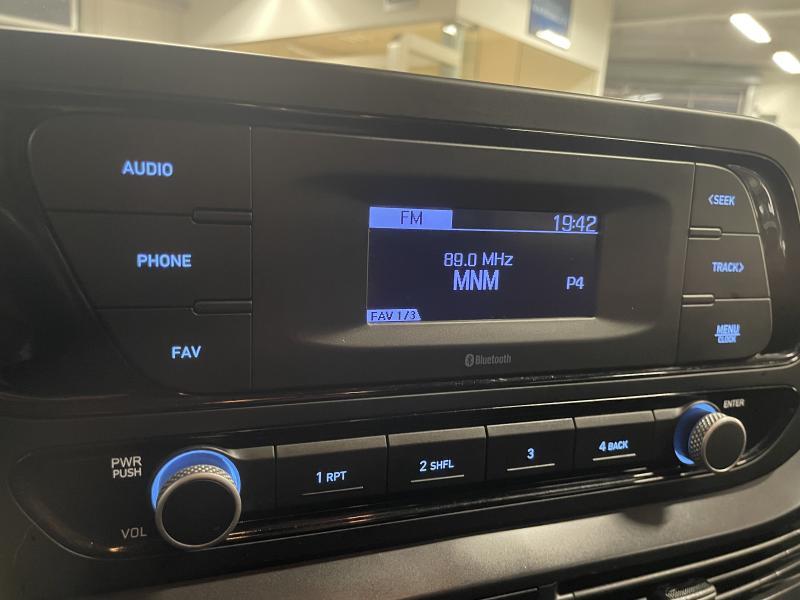 AUDIO
PHONE
FAV
FM 19:42
89.0 MHz
MNM P4
FAV 1/3
Bluetooth
<SEEK
TRACK>
MENU
CLOCK
PWR
PUSH
VOL
1 RPT
2 SHFL
3
4 BACK
ENTER